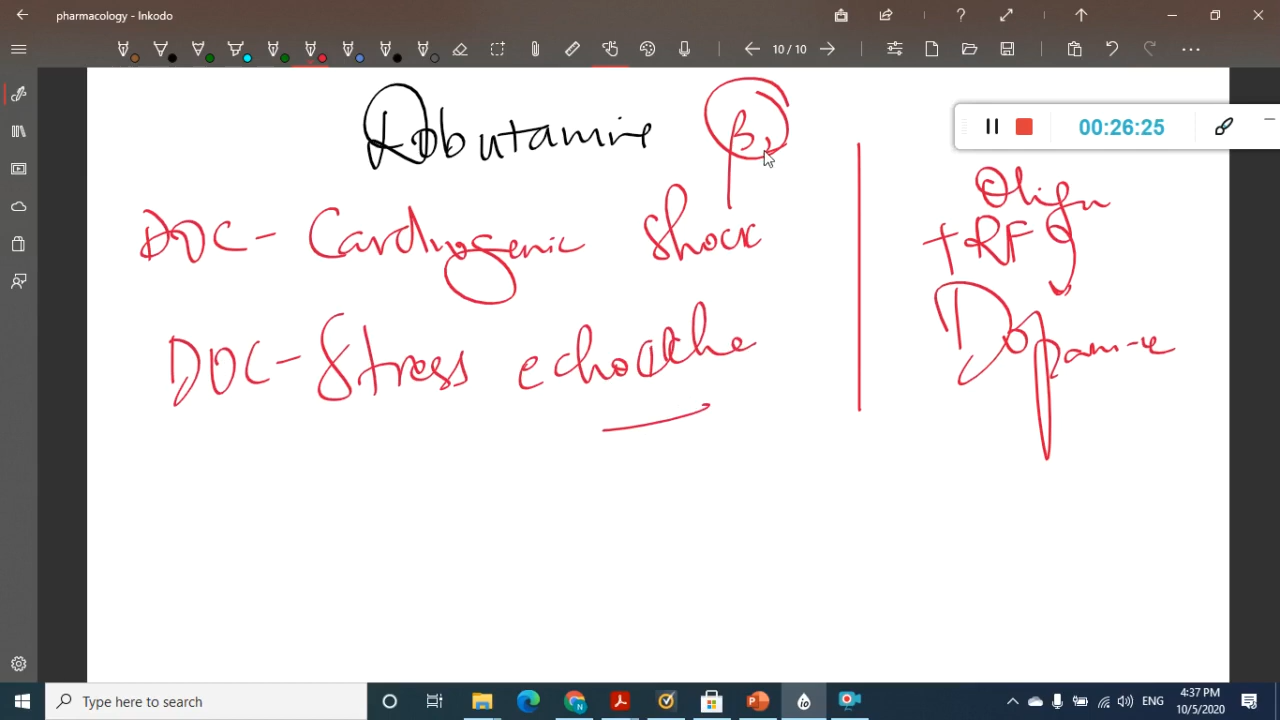 pharmacology - Inkodo
10 / 10
00:26:25
Dobutamine β₁
DOC - Cardiogenic shock
DOC - Stress echo
Oligu
+ RF
Dopamine
Type here to search
ENG
4:37 PM
10/5/2020